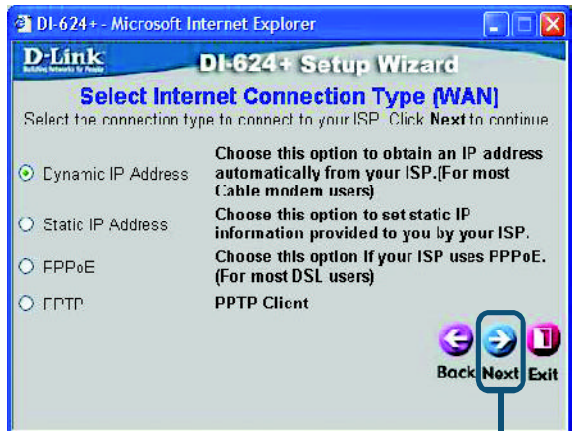 DI-624+ - Microsoft Internet Explorer
D-Link
Building Networks for People
DI-624+ Setup Wizard
Select Internet Connection Type (WAN)
Select the connection type to connect to your ISP. Click Next to continue
Dynamic IP Address
Choose this option to obtain an IP address
automatically from your ISP.(For most
Cable modem users)
Static IP Address
Choose this option to set static IP
information provided to you by your ISP.
PPPoE
Choose this option If your ISP uses PPPoE.
(For most DSL users)
PPTP
PPTP Client
Back Next Exit